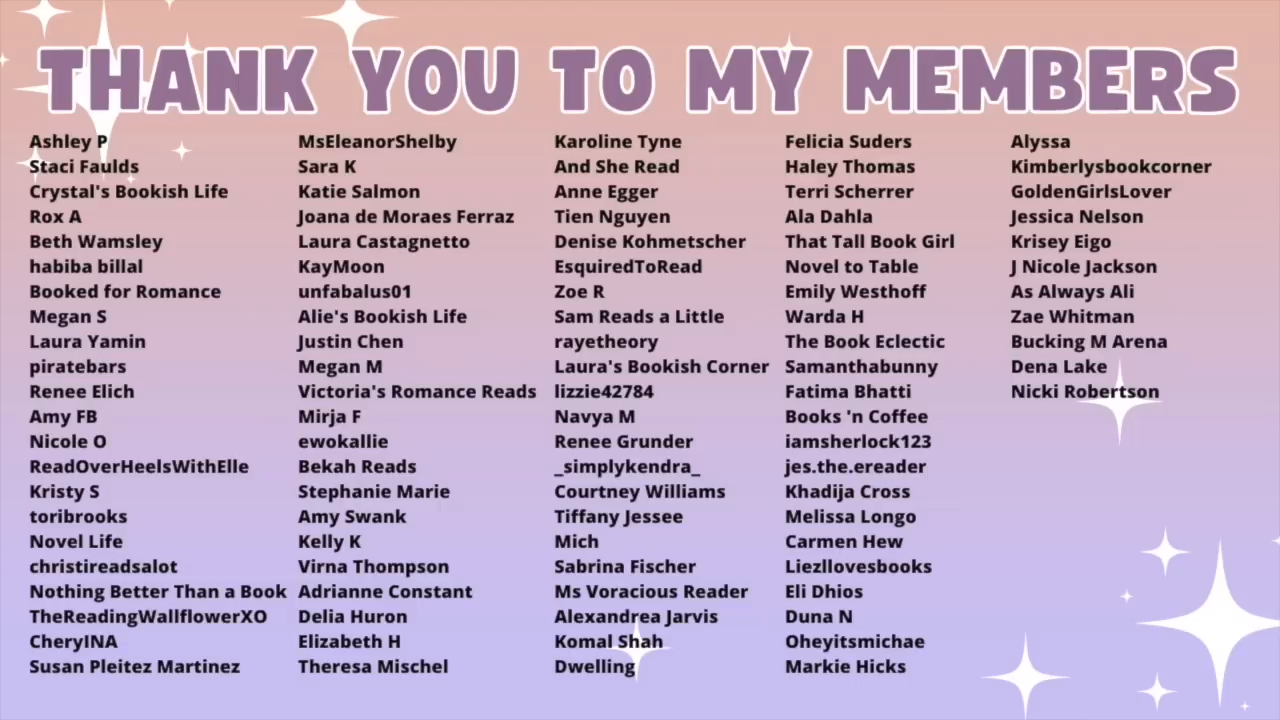 THANK YOU TO MY MEMBERS
Ashley P
Staci Faulds
Crystal's Bookish Life
Rox A
Beth Wamsley
habiba billal
Booked for Romance
Megan S
Laura Yamin
piratebars
Renee Elich
Amy FB
Nicole O
ReadOverHeelsWithElle
Kristy S
toribrooks
Novel Life
christireadsalot
Nothing Better Than a Book
TheReadingWallflowerXO
CheryINA
Susan Pleitez Martinez
MsEleanorShelby
Sara K
Katie Salmon
Joana de Moraes Ferraz
Laura Castagnetto
KayMoon
unfabalus01
Alie's Bookish Life
Justin Chen
Megan M
Victoria's Romance Reads
Mirja F
ewokallie
Bekah Reads
Stephanie Marie
Amy Swank
Kelly K
Virna Thompson
Adrianne Constant
Delia Huron
Elizabeth H
Theresa Mischel
Karoline Tyne
And She Read
Anne Egger
Tien Nguyen
Denise Kohmetscher
EsquiredToRead
Zoe R
Sam Reads a Little
rayetheory
Laura's Bookish Corner
lizzie42784
Navya M
Renee Grunder
_simplykendra_
Courtney Williams
Tiffany Jessee
Mich
Sabrina Fischer
Ms Voracious Reader
Alexandrea Jarvis
Komal Shah
Dwelling
Felicia Suders
Haley Thomas
Terri Scherrer
Ala Dahla
That Tall Book Girl
Novel to Table
Emily Westhoff
Warda H
The Book Eclectic
Samanthabunny
Fatima Bhatti
Books 'n Coffee
iamsherlock123
jes.the.ereader
Khadija Cross
Melissa Longo
Carmen Hew
Liezllovesbooks
Eli Dhios
Duna N
Oheyitsmichae
Markie Hicks
Alyssa
Kimberlysbookcorner
GoldenGirlsLover
Jessica Nelson
Krisey Eigo
J Nicole Jackson
As Always Ali
Zae Whitman
Bucking M Arena
Dena Lake
Nicki Robertson